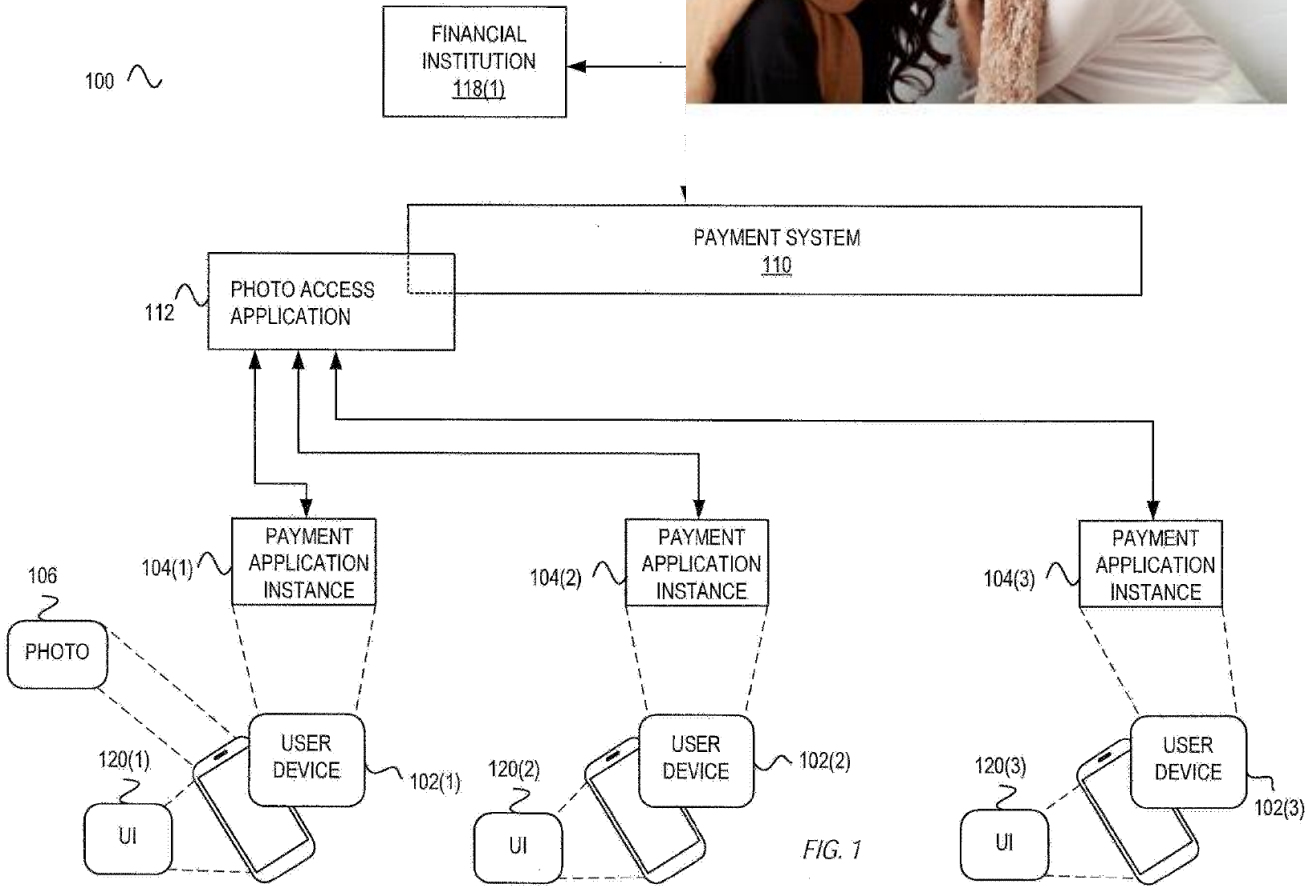 FINANCIAL
INSTITUTION
118(1)
100
PAYMENT SYSTEM
110
PHOTO ACCESS
APPLICATION
112
PAYMENT
APPLICATION
INSTANCE
104(1)
PAYMENT
APPLICATION
INSTANCE
104(2)
PAYMENT
APPLICATION
INSTANCE
104(3)
106
PHOTO
USER
DEVICE
102(1)
120(1)
UI
USER
DEVICE
102(2)
120(2)
UI
USER
DEVICE
102(3)
120(3)
UI
FIG. 1